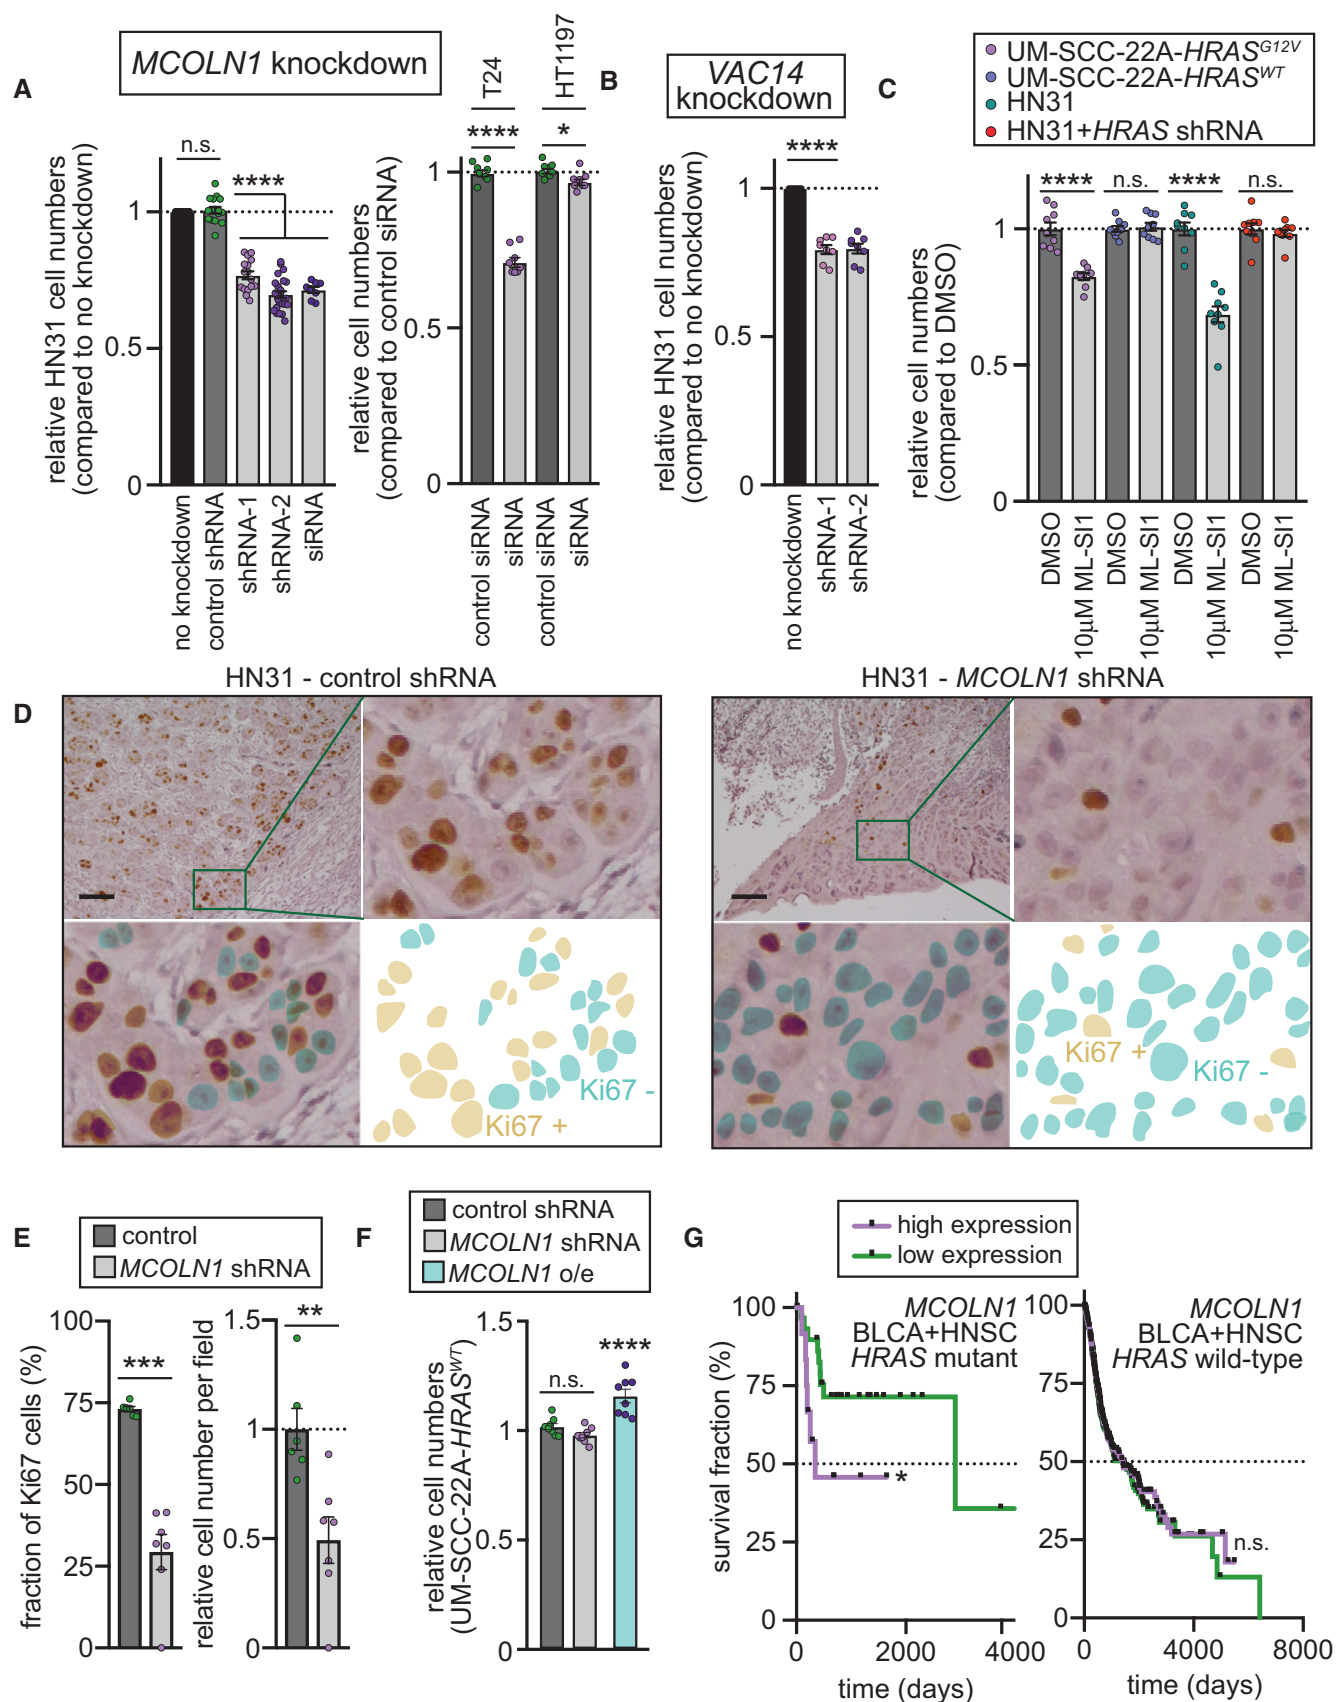 A
MCOLN1 knockdown
n.s.
****
1
0.5
0
relative HN31 cell numbers
(compared to no knockdown)
no knockdown
control shRNA
shRNA-1
shRNA-2
siRNA
T24
HT1197
****
*
1
0.5
0
relative cell numbers
(compared to control siRNA)
control siRNA
siRNA
control siRNA
siRNA
B
VAC14
knockdown
****
1
0.5
0
relative HN31 cell numbers
(compared to no knockdown)
no knockdown
shRNA-1
shRNA-2
C
UM-SCC-22A-HRAS^G12V
UM-SCC-22A-HRAS^WT
HN31
HN31+HRAS shRNA
****
n.s.
****
n.s.
1
0.5
0
relative cell numbers
(compared to DMSO)
DMSO
10µM ML-SI1
DMSO
10µM ML-SI1
DMSO
10µM ML-SI1
DMSO
10µM ML-SI1
D
HN31 - control shRNA
Ki67 -
Ki67 +
HN31 - MCOLN1 shRNA
Ki67 +
Ki67 -
E
control
MCOLN1 shRNA
100
75
50
25
0
***
fraction of Ki67 cells (%)
1.5
1
0.5
0
**
relative cell number per field
F
control shRNA
MCOLN1 shRNA
MCOLN1 o/e
1.5
1
0.5
0
n.s.
****
relative cell numbers
(UM-SCC-22A-HRAS^WT)
G
high expression
low expression
MCOLN1
BLCA+HNSC
HRAS mutant
100
75
50
25
0
*
survival fraction (%)
0
2000
4000
time (days)
MCOLN1
BLCA+HNSC
HRAS wild-type
100
75
50
25
0
n.s.
0
4000
8000
time (days)